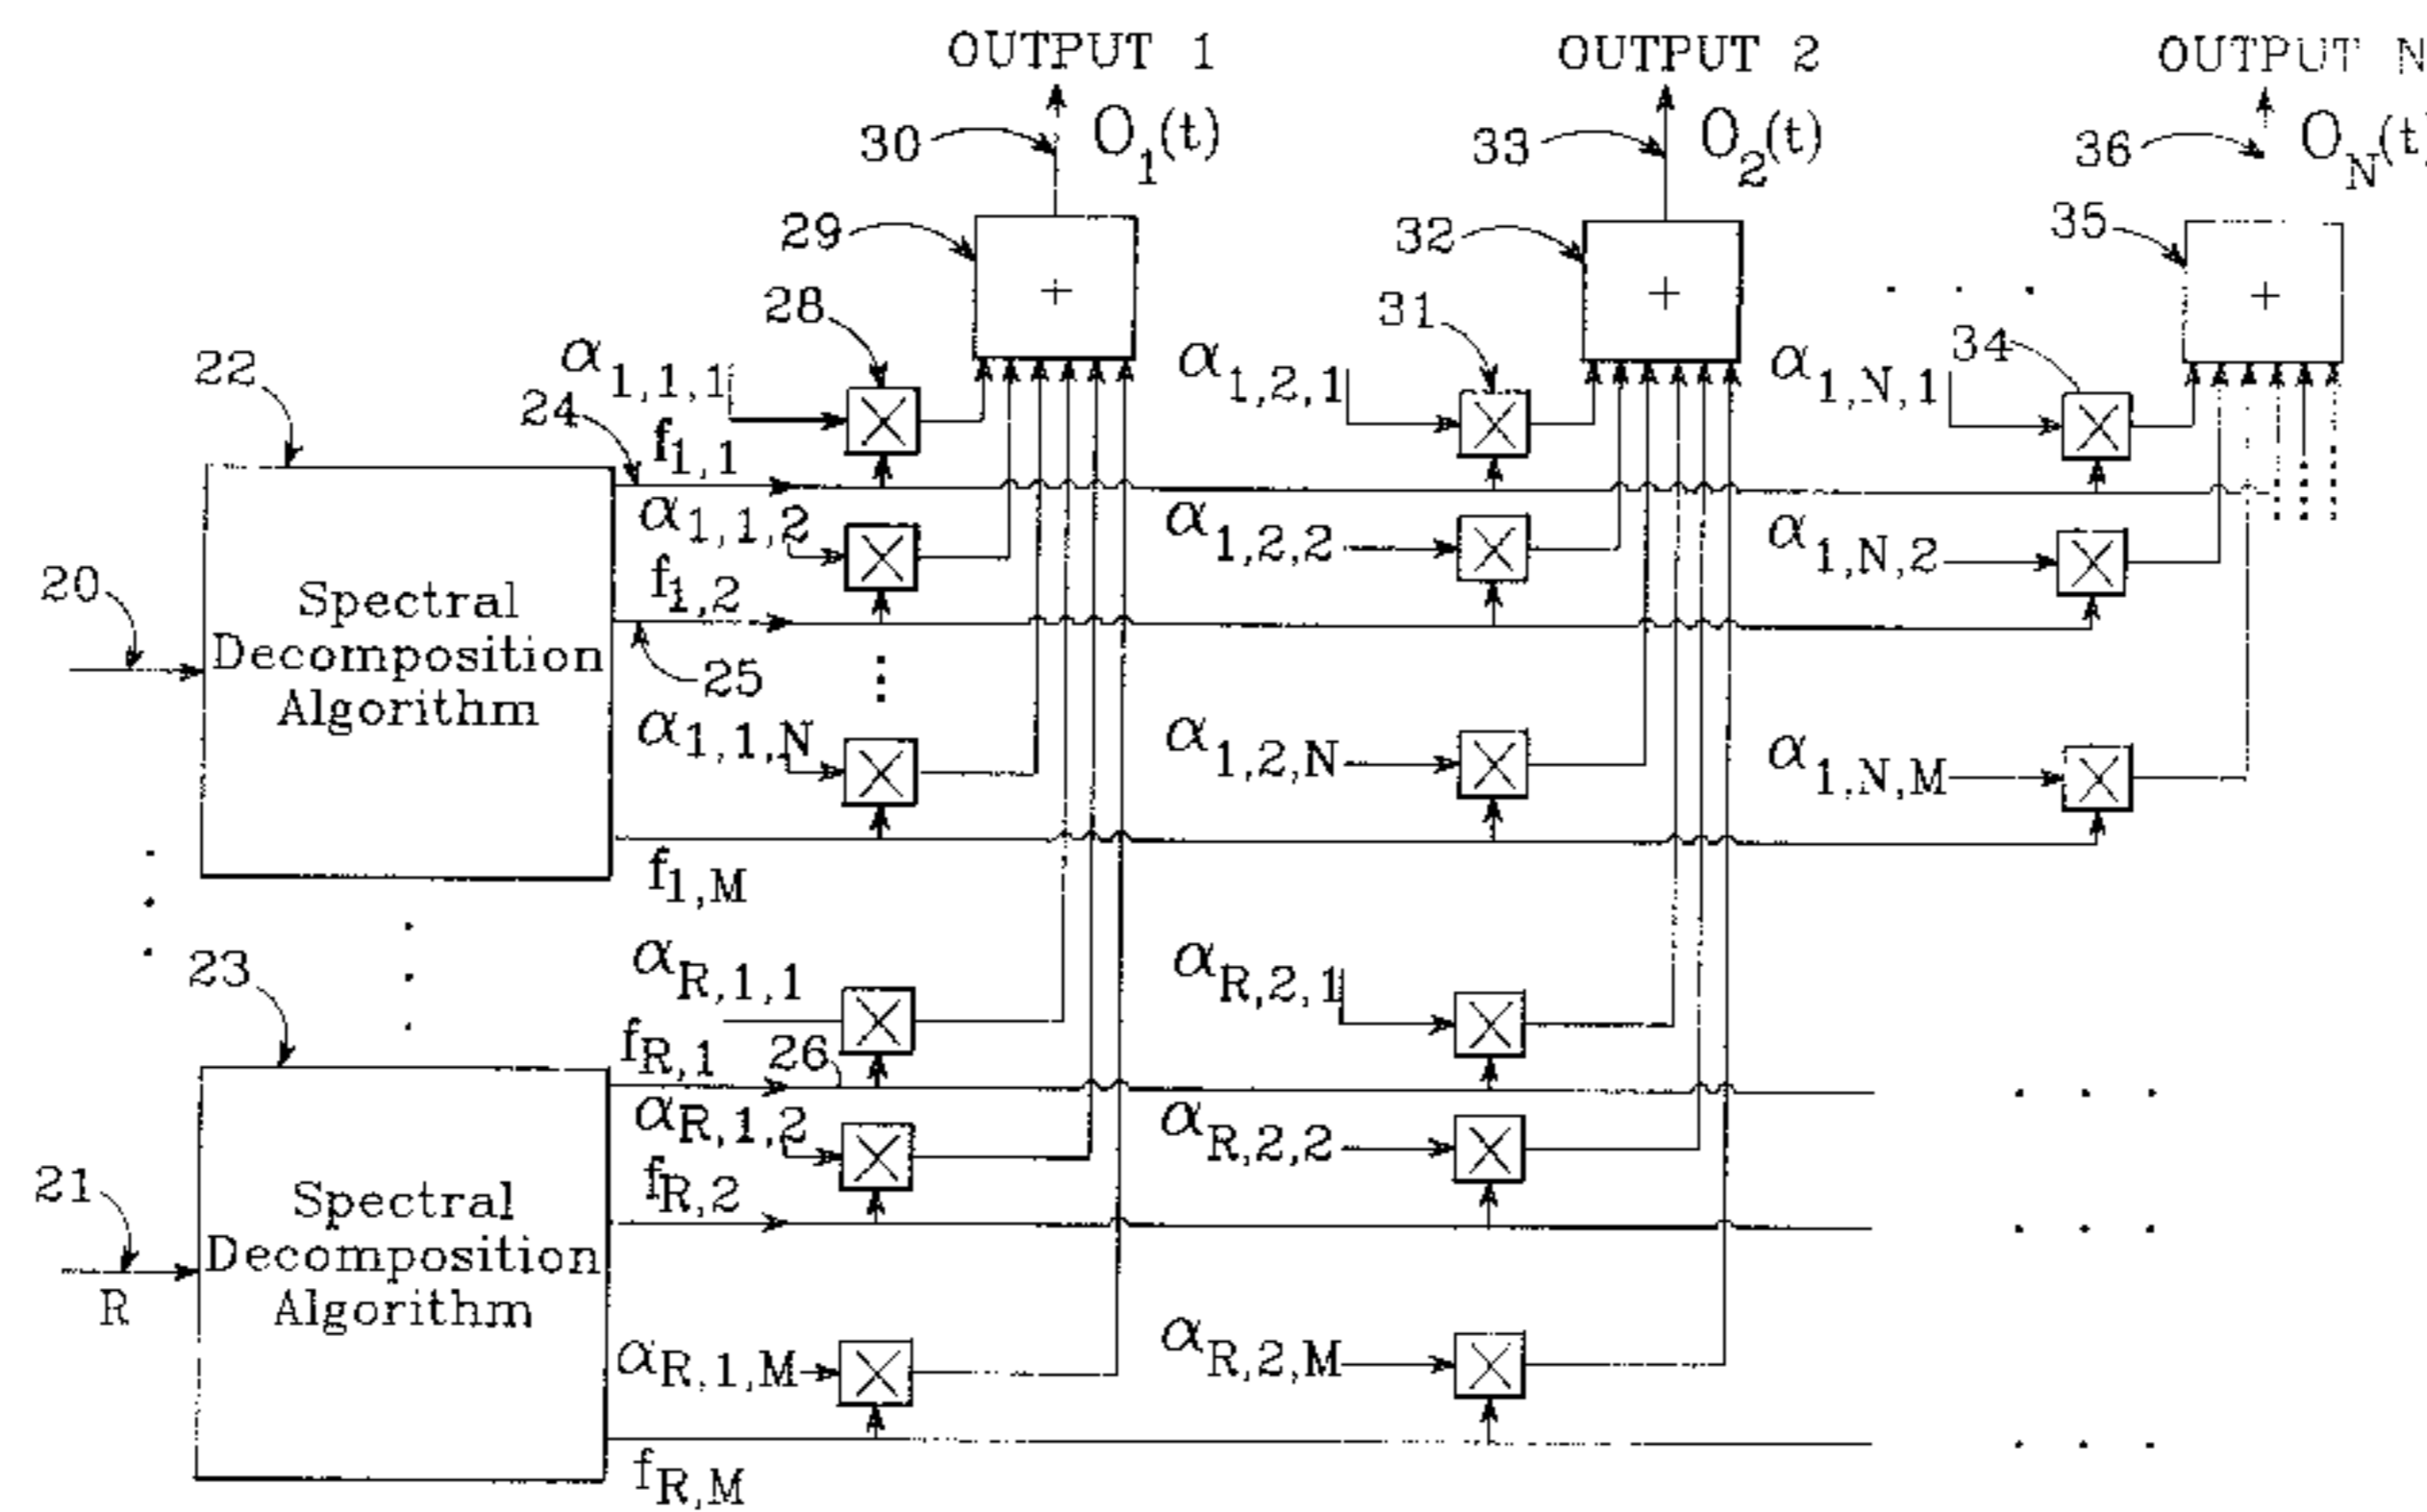 OUTPUT 1 OUTPUT 2 OUTPUT N
30 O1(t) 33 O2(t) 36 ON(t)
29 + 32 + 35 +
28 31 34
22 24 α1,1,1 α1,2,1 α1,N,1
f1,1
α1,1,2 α1,2,2 α1,N,2
20 f1,2
Spectral
Decomposition
Algorithm
25
α1,1,N α1,2,N α1,N,M
f1,M
23 αR,1,1 αR,2,1
fR,1 26
αR,1,2 αR,2,2
21 fR,2
R
Spectral
Decomposition
Algorithm
αR,1,M αR,2,M
fR,M